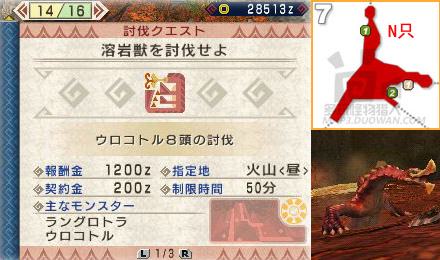 14/16
28513z
討伐クエスト
溶岩獣を討伐せよ
ウロコトル8頭の討伐
報酬金 1200z
指定地 火山<昼>
契約金 200z
制限時間 50分
主なモンスター
ラングロトラ
ウロコトル
L 1/3 R
7
N只
1
2
?
MHP3.DUOWAN.COM